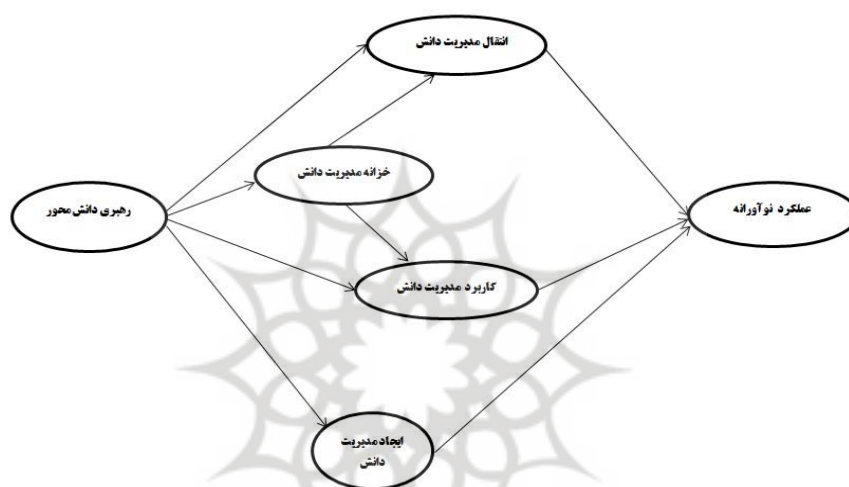 انتقال مدیریت دانش
خزانه مدیریت دانش
رهبری دانش محور
عملکرد نوآورانه
کاربرد مدیریت دانش
ایجاد مدیریت
دانش